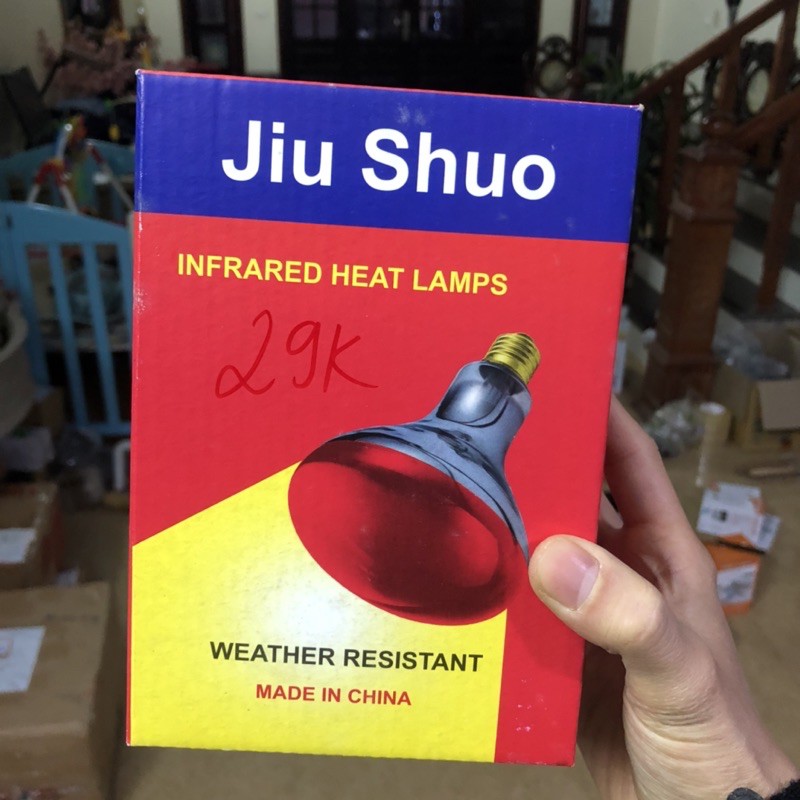 Jiu Shuo
INFRARED HEAT LAMPS
29K
WEATHER RESISTANT
MADE IN CHINA